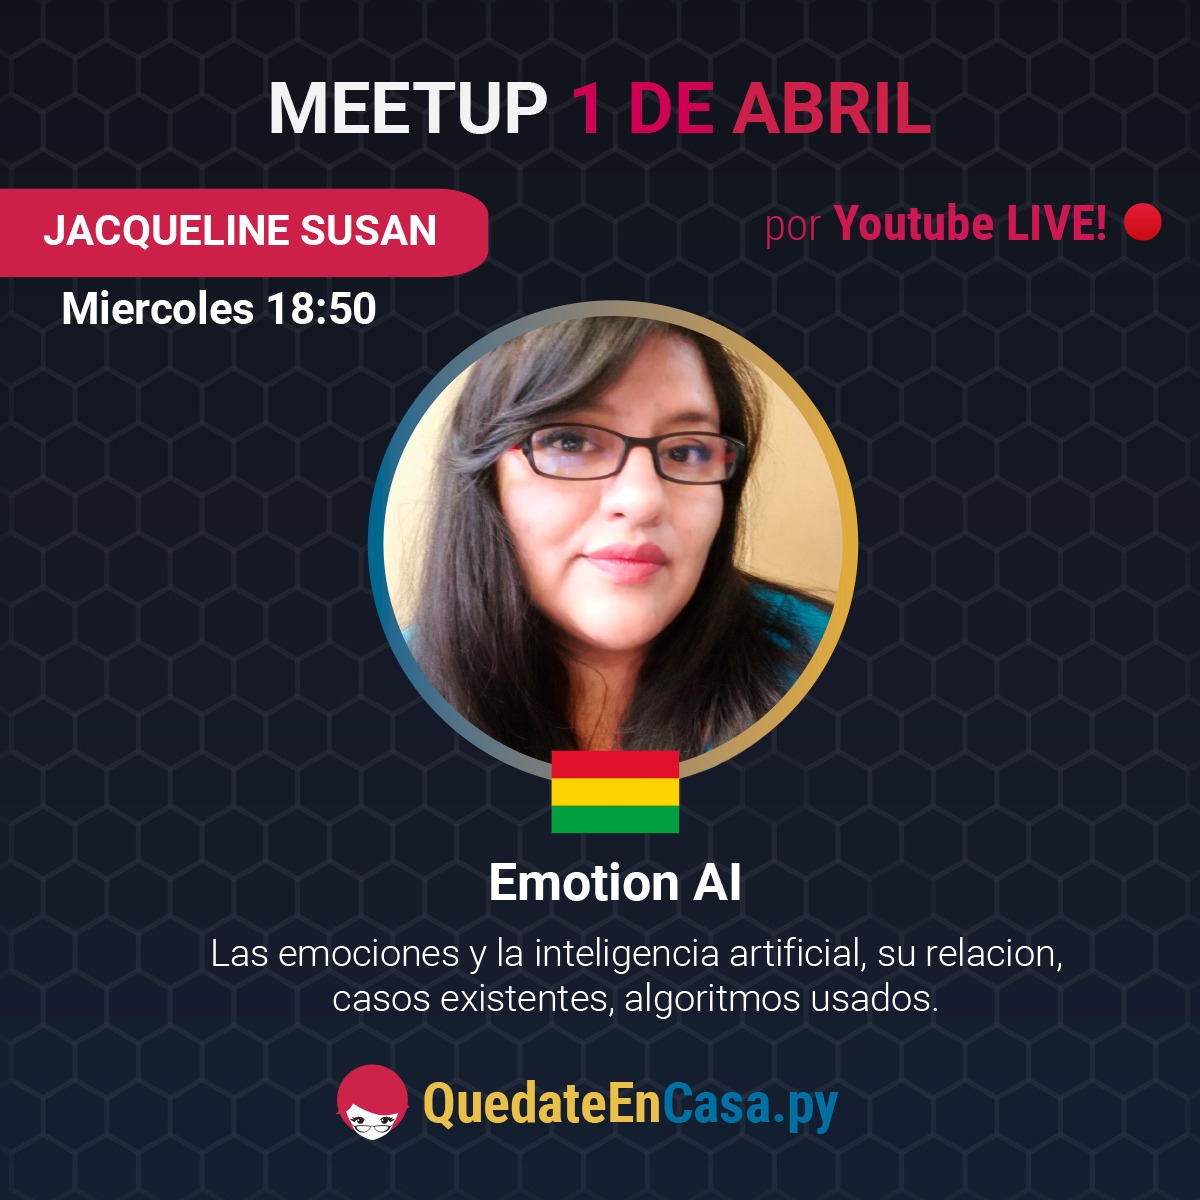 MEETUP 1 DE ABRIL
JACQUELINE SUSAN
por Youtube LIVE!
Miercoles 18:50
Emotion AI
Las emociones y la inteligencia artificial, su relacion,
casos existentes, algoritmos usados.
QuedateEnCasa.py